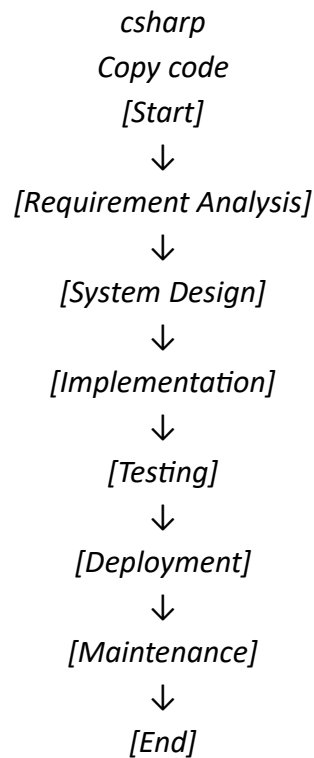 csharp
Copy code
[Start]
↓
[Requirement Analysis]
↓
[System Design]
↓
[Implementation]
↓
[Testing]
↓
[Deployment]
↓
[Maintenance]
↓
[End]